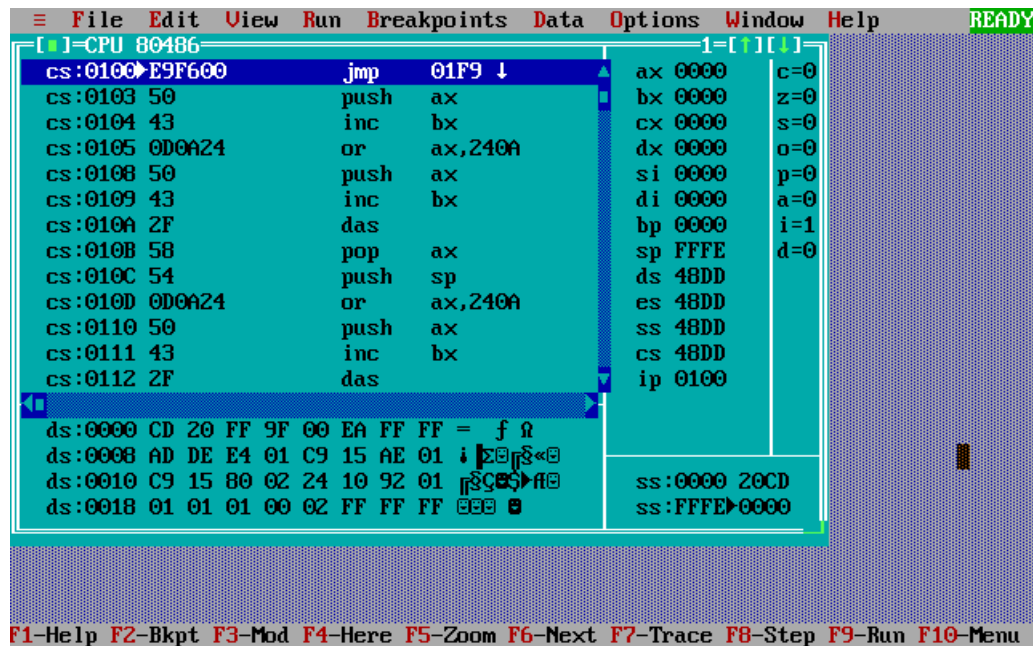 ≡ File Edit View Run Breakpoints Data Options Window Help READY
[■]=CPU 80486 1=[↑][↓]
cs:0100►E9F600 jmp 01F9 ↓ ax 0000 c=0
cs:0103 50 push ax bx 0000 z=0
cs:0104 43 inc bx cx 0000 s=0
cs:0105 0D0A24 or ax,240A dx 0000 o=0
cs:0108 50 push ax si 0000 p=0
cs:0109 43 inc bx di 0000 a=0
cs:010A 2F das bp 0000 i=1
cs:010B 58 pop ax sp FFFE d=0
cs:010C 54 push sp ds 48DD
cs:010D 0D0A24 or ax,240A es 48DD
cs:0110 50 push ax ss 48DD
cs:0111 43 inc bx cs 48DD
cs:0112 2F das ip 0100
ds:0000 CD 20 FF 9F 00 EA FF FF = ƒ Ω
ds:0008 AD DE E4 01 C9 15 AE 01 ¡▐Σ☺╔§«☺
ds:0010 C9 15 80 02 24 10 92 01 ╔§Ç☻$►Æ☺ ss:0000 20CD
ds:0018 01 01 01 00 02 FF FF FF ☺☺☺ ☻ ss:FFFE►0000
F1-Help F2-Bkpt F3-Mod F4-Here F5-Zoom F6-Next F7-Trace F8-Step F9-Run F10-Menu